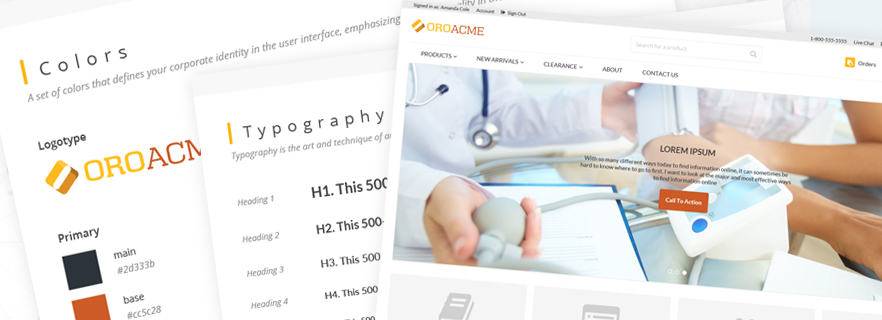 Colors
A set of colors that defines your corporate identity in the user interface, emphasizing
Logotype
OROACM
Primary
main
#2d333b
base
#cc5c28
Typography
Typography is the art and technique of
Heading 1
H1. This 500
Heading 2
H2. This 500
Heading 3
H3. This 500
Heading 4
H4. This 500
Signed in as: Amanda Cole Account Sign Out
OROACME
Search for a product
1-800-555-5555 Live Chat
Orders
PRODUCTS NEW ARRIVALS CLEARANCE ABOUT CONTACT US
LOREM IPSUM
With so many different ways today to find information online, it can sometimes be
hard to know where to go to first. I want to look at the major and most effective ways
to find information online
Call To Action